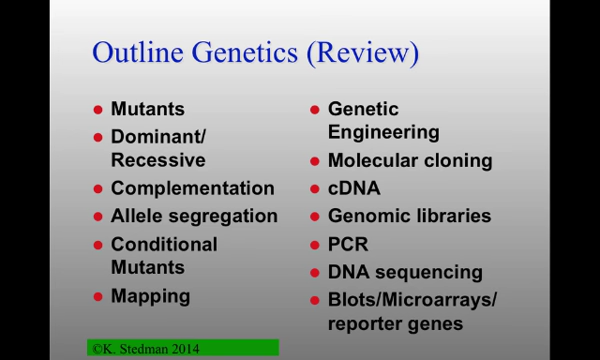 Outline Genetics (Review)
Mutants
Dominant/
Recessive
Complementation
Allele segregation
Conditional
Mutants
Mapping
Genetic
Engineering
Molecular cloning
cDNA
Genomic libraries
PCR
DNA sequencing
Blots/Microarrays/
reporter genes
©K. Stedman 2014